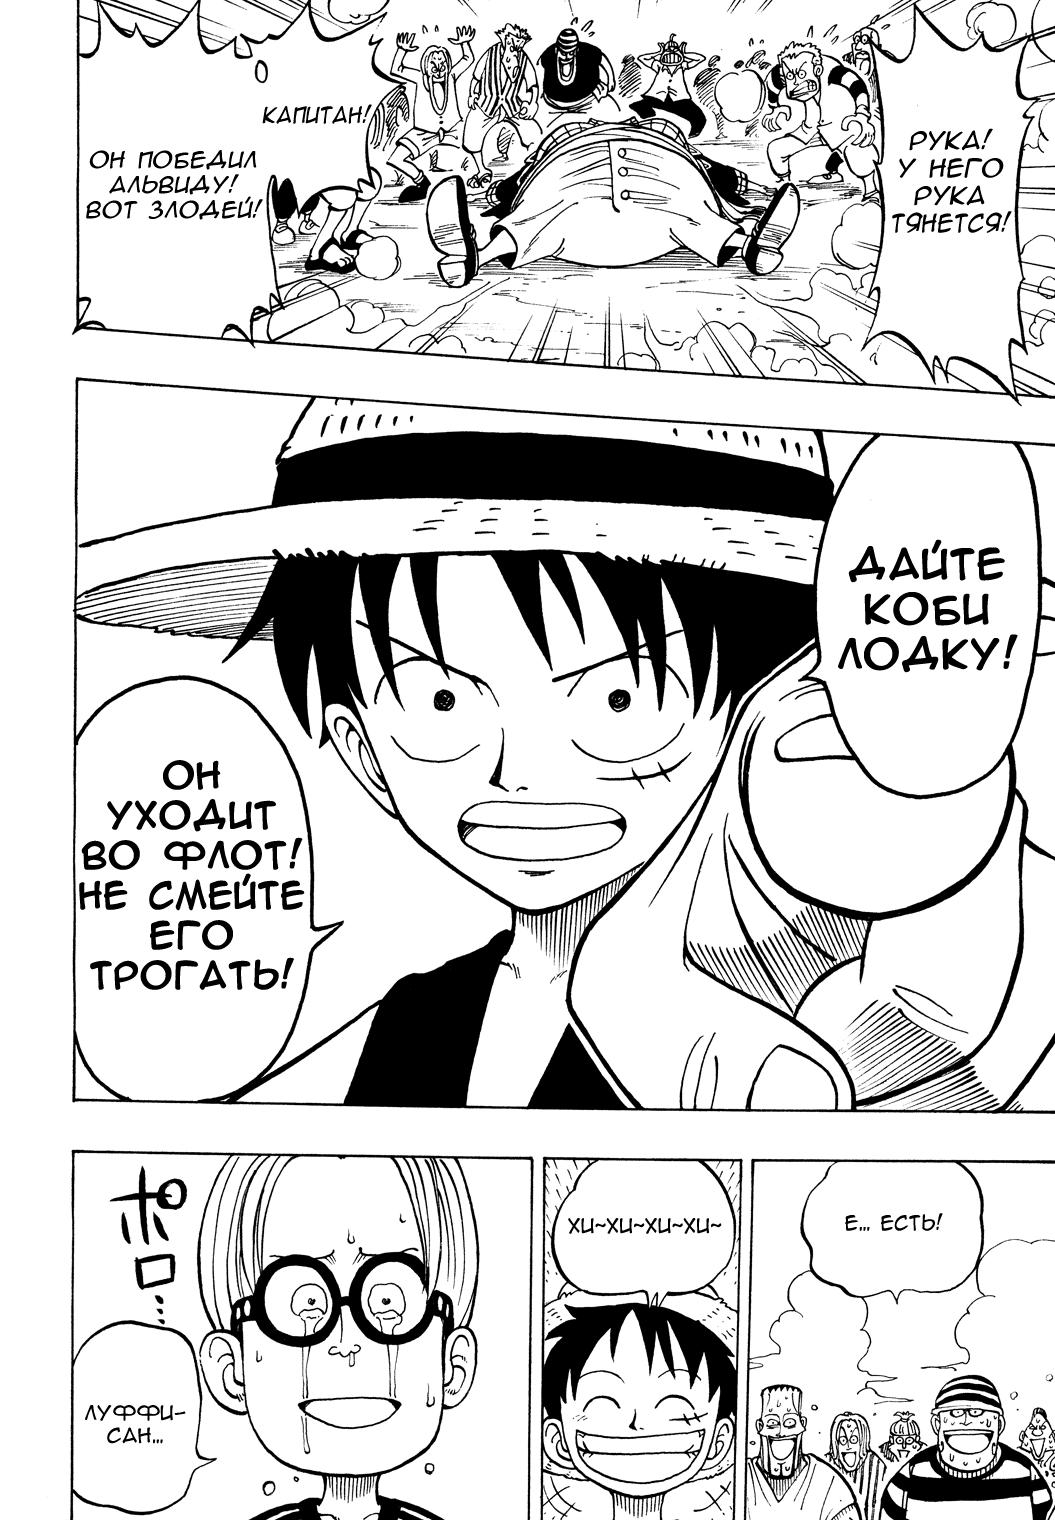 РУКА!
У НЕГО
РУКА
ТЯНЕТСЯ!
КАПИТАН!
ОН ПОБЕДИЛ
АЛЬВИДУ!
ВОТ ЗЛОДЕЙ!
ДАЙТЕ
КОБИ
ЛОДКУ!
ОН
УХОДИТ
ВО ФЛОТ!
НЕ СМЕЙТЕ
ЕГО
ТРОГАТЬ!
Е... ЕСТЬ!
ХИ~ХИ~ХИ~ХИ~
ポロ...
ЛУФФИ-
САН...